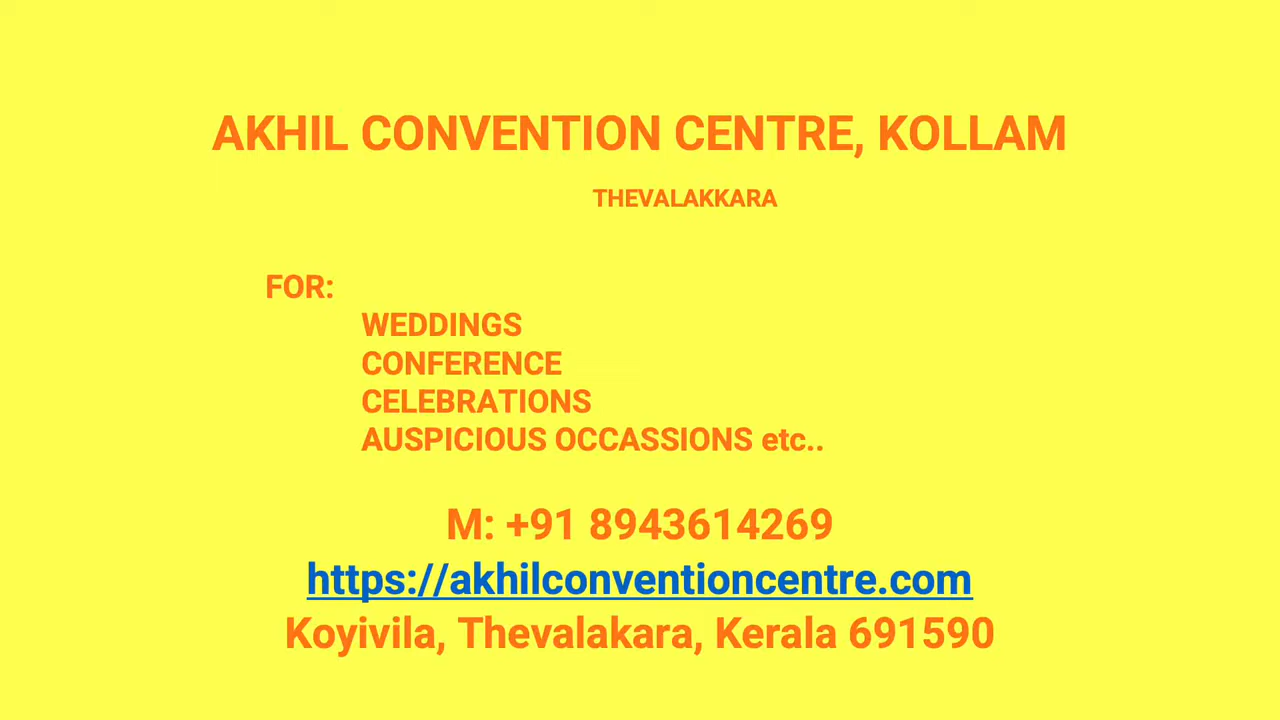 AKHIL CONVENTION CENTRE, KOLLAM
THEVALAKKARA
FOR:
WEDDINGS
CONFERENCE
CELEBRATIONS
AUSPICIOUS OCCASSIONS etc..
M: +91 8943614269
https://akhilconventioncentre.com
Koyivila, Thevalakara, Kerala 691590